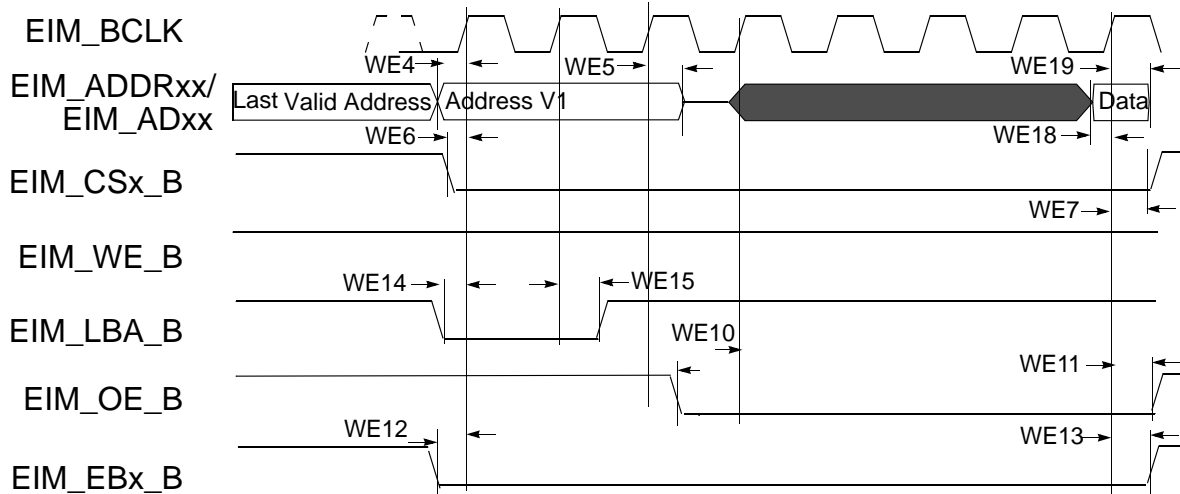 EIM_BCLK
WE4
WE5
WE19
EIM_ADDRxx/
EIM_ADxx
Last Valid Address
Address V1
Data
WE6
WE18
EIM_CSx_B
WE7
EIM_WE_B
WE14
WE15
EIM_LBA_B
WE10
WE11
EIM_OE_B
WE12
WE13
EIM_EBx_B